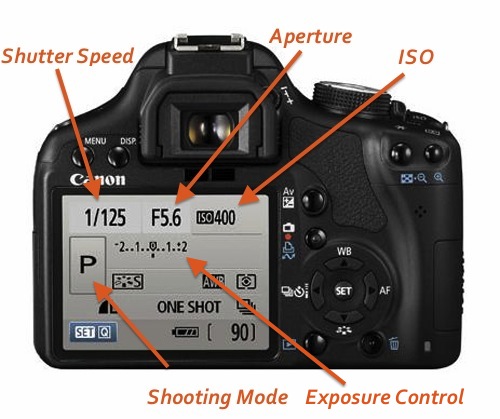 Aperture
Shutter Speed
ISO
MENU DISP.
Canon
Av
1/125 F5.6 ISO400
-2..1..0..1..+2
WB
P
AF
SET
AWB
ONE SHOT
SET Q
[ 90]
Shooting Mode Exposure Control